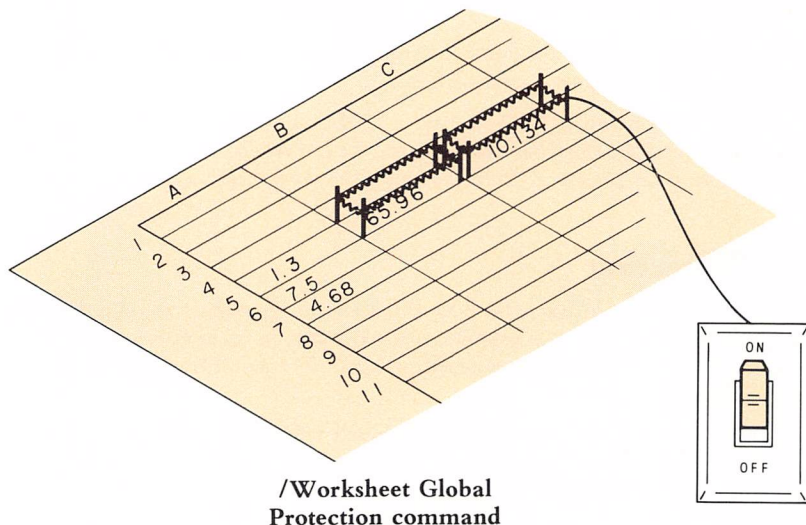 C
B
A
10.134
65.96
1
2
3
4
5
6
7
8
9
10
11
1.3
7.5
4.68
ON
OFF
/Worksheet Global
Protection command